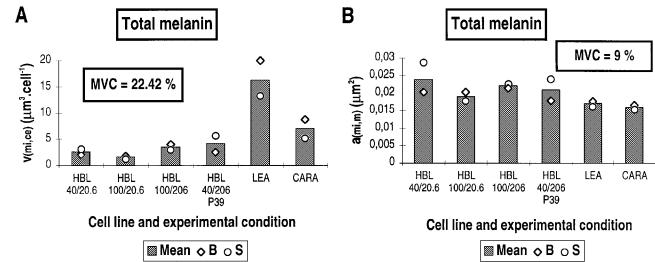 A
Total melanin
MVC = 22.42 %
v(mi,ce) (μm³.cell⁻¹)
20
15
10
5
0
HBL 40/20.6
HBL 100/20.6
HBL 100/206
HBL 40/206 P39
LEA
CARA
Cell line and experimental condition
Mean B S
B
Total melanin
MVC = 9 %
a(mi,m) (μm²)
0,03
0,025
0,02
0,015
0,01
0,005
0
HBL 40/20.6
HBL 100/20.6
HBL 100/206
HBL 40/206 P39
LEA
CARA
Cell line and experimental condition
Mean B S